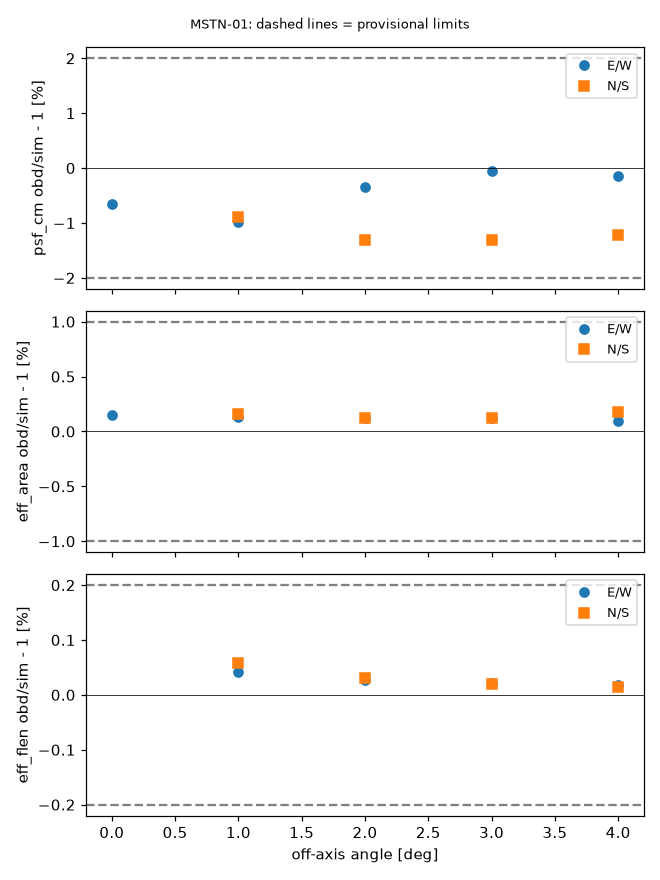 MSTN-01: dashed lines = provisional limits
psf_cm obd/sim - 1 [%]
2
1
0
−1
−2
E/W
N/S
eff_area obd/sim - 1 [%]
1.0
0.5
0.0
−0.5
−1.0
E/W
N/S
eff_flen obd/sim - 1 [%]
0.2
0.1
0.0
−0.1
−0.2
E/W
N/S
0.0 0.5 1.0 1.5 2.0 2.5 3.0 3.5 4.0
off-axis angle [deg]